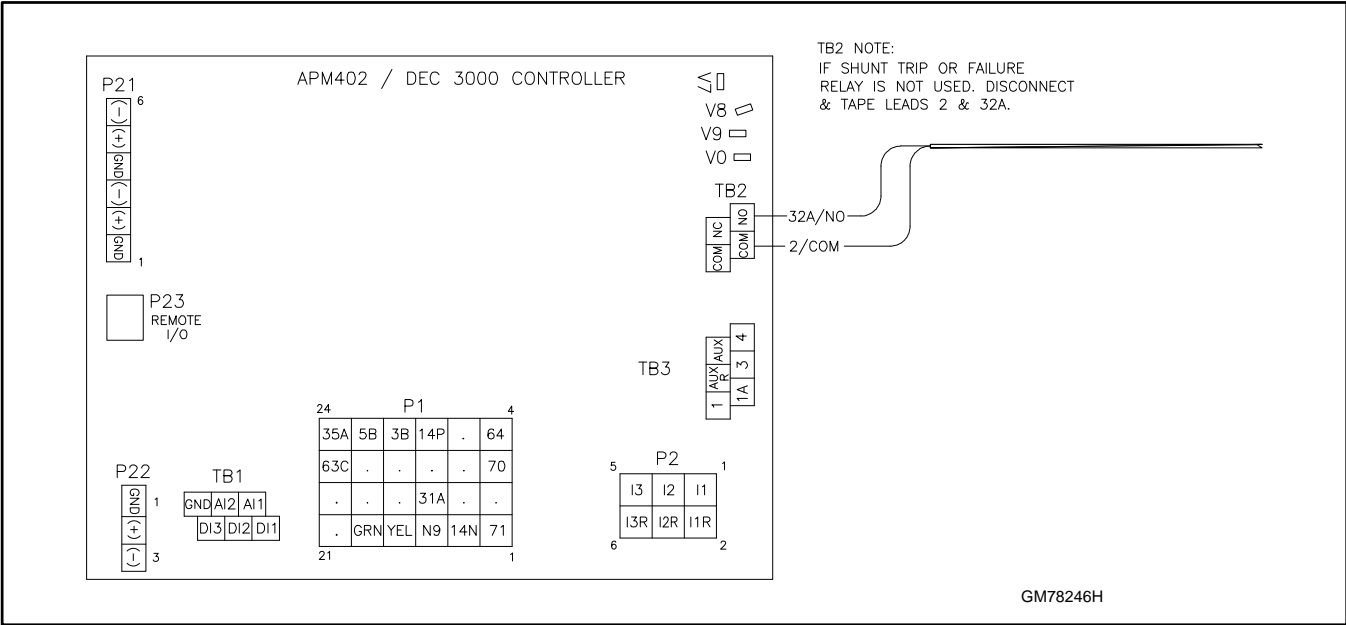 APM402 / DEC 3000 CONTROLLER
TB2 NOTE:
IF SHUNT TRIP OR FAILURE
RELAY IS NOT USED. DISCONNECT
& TAPE LEADS 2 & 32A.
P21
6
(-)
(+)
GND
(-)
(+)
GND
1
V7
V8
V9
V0
TB2
NC NO
COM COM
32A/NO
2/COM
P23
REMOTE
I/O
TB3
AUX 4
AUX R 3
1 1A
P1
24 4
35A 5B 3B 14P . 64
63C . . . . 70
. . . 31A . .
. GRN YEL N9 14N 71
21 1
P2
5 1
I3 I2 I1
I3R I2R I1R
6 2
P22
GND 1
(+)
(-) 3
TB1
GND AI2 AI1
DI3 DI2 DI1
GM78246H